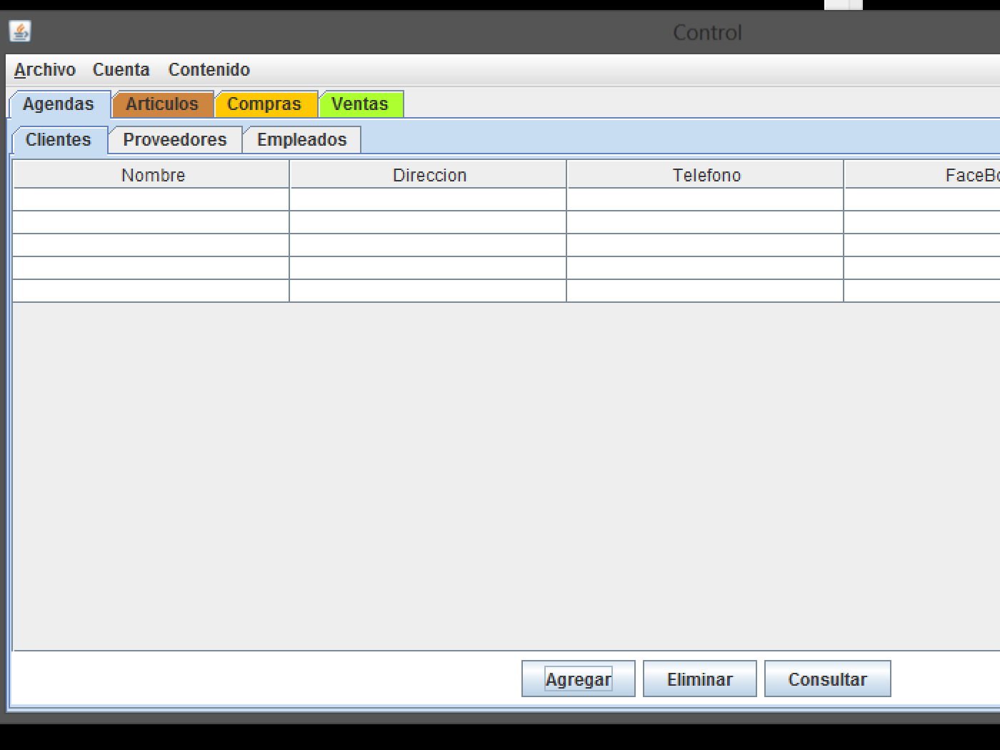 Control
Archivo Cuenta Contenido
Agendas Articulos Compras Ventas
Clientes Proveedores Empleados
Nombre Direccion Telefono FaceBo
Agregar Eliminar Consultar